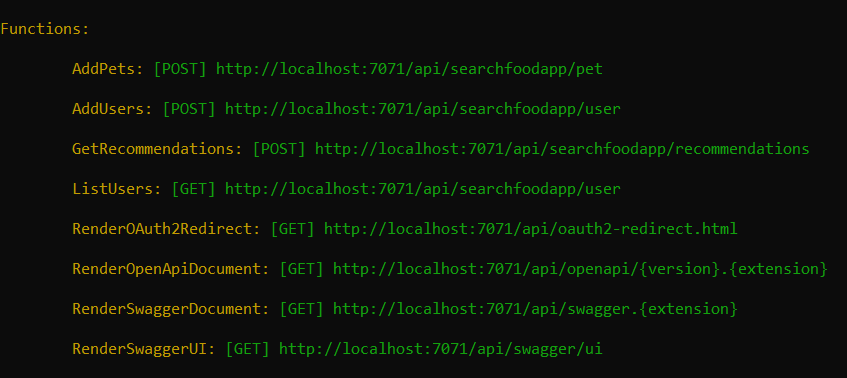 Functions:
AddPets: [POST] http://localhost:7071/api/searchfoodapp/pet
AddUsers: [POST] http://localhost:7071/api/searchfoodapp/user
GetRecommendations: [POST] http://localhost:7071/api/searchfoodapp/recommendations
ListUsers: [GET] http://localhost:7071/api/searchfoodapp/user
RenderOAuth2Redirect: [GET] http://localhost:7071/api/oauth2-redirect.html
RenderOpenApiDocument: [GET] http://localhost:7071/api/openapi/{version}.{extension}
RenderSwaggerDocument: [GET] http://localhost:7071/api/swagger.{extension}
RenderSwaggerUI: [GET] http://localhost:7071/api/swagger/ui